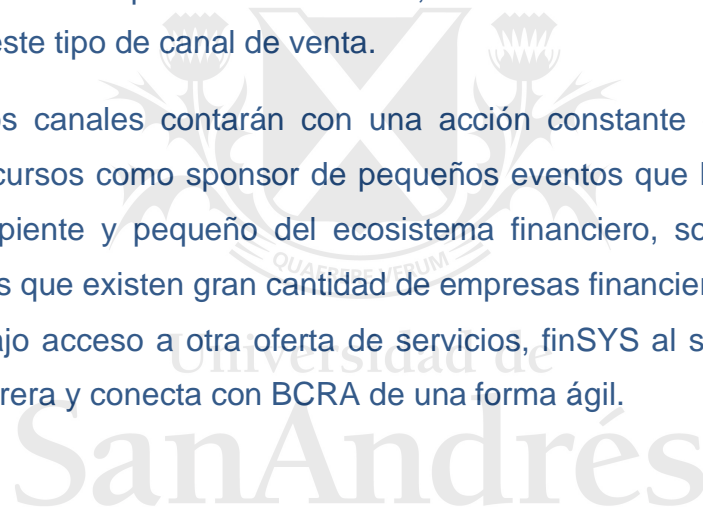 este tipo de canal de venta.
s canales contarán con una acción constante
cursos como sponsor de pequeños eventos que
piente y pequeño del ecosistema financiero, so
QUAERERE VERUM
s que existen gran cantidad de empresas financier
jo acceso a otra oferta de servicios, finSYS al s
Universidad de
rera y conecta con BCRA de una forma ágil.
SanAndrés